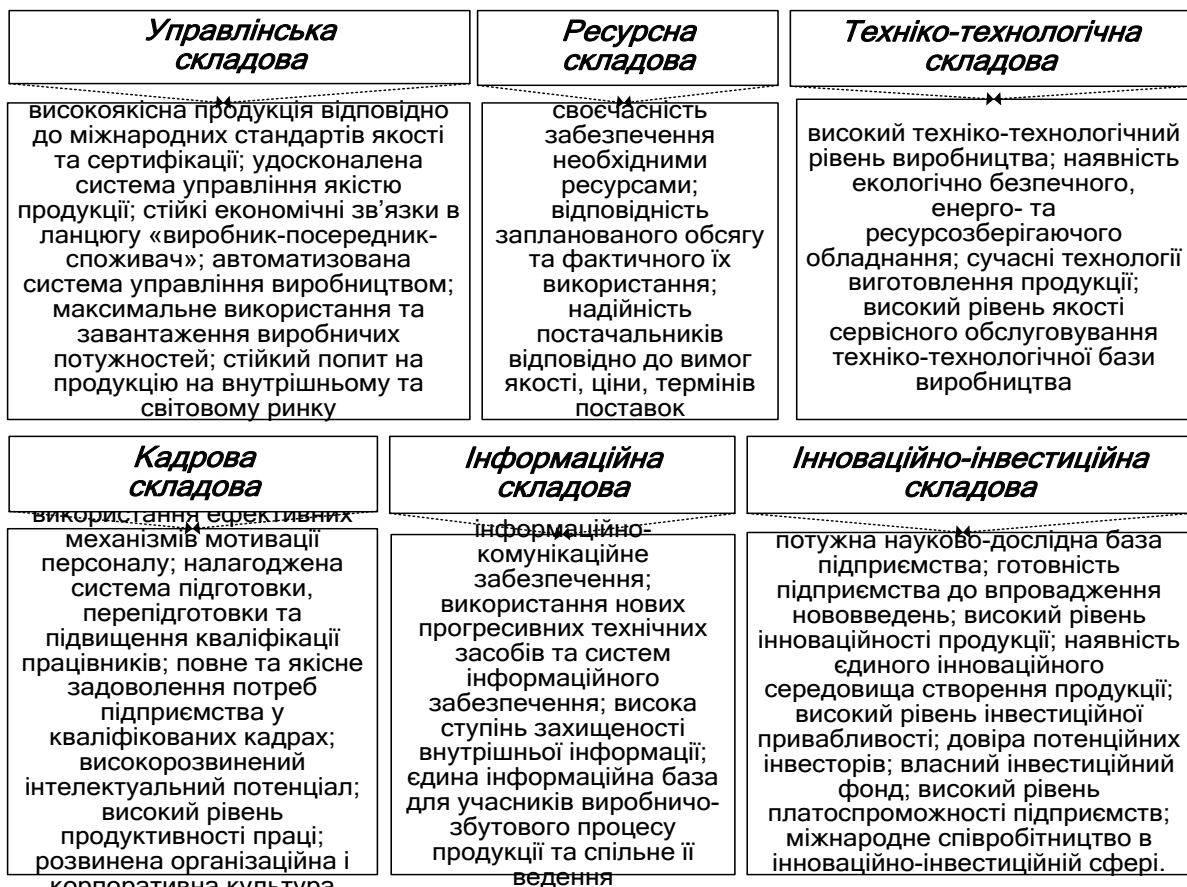 Управлінська
складова
високоякісна продукція відповідно
до міжнародних стандартів якості
та сертифікації; удосконалена
система управління якістю
продукції; стійкі економічні зв'язки в
ланцюгу «виробник-посередник-
споживач»; автоматизована
система управління виробництвом;
максимальне використання та
завантаження виробничих
потужностей; стійкий попит на
продукцію на внутрішньому та
світовому ринку
Ресурсна
складова
своєчасність
забезпечення
необхідними
ресурсами;
відповідність
запланованого обсягу
та фактичного їх
використання;
надійність
постачальників
відповідно до вимог
якості, ціни, термінів
поставок
Техніко-технологічна
складова
високий техніко-технологічний
рівень виробництва; наявність
екологічно безпечного,
енерго- та
ресурсозберігаючого
обладнання; сучасні технології
виготовлення продукції;
високий рівень якості
сервісного обслуговування
техніко-технологічної бази
виробництва
Кадрова
складова
використання ефективних
механізмів мотивації
персоналу; налагоджена
система підготовки,
перепідготовки та
підвищення кваліфікації
працівників; повне та якісне
задоволення потреб
підприємства у
кваліфікованих кадрах;
високорозвинений
інтелектуальний потенціал;
високий рівень
продуктивності праці;
розвинена організаційна і
корпоративна культура
Інформаційна
складова
інформаційно-
комунікаційне
забезпечення;
використання нових
прогресивних технічних
засобів та систем
інформаційного
забезпечення; висока
ступінь захищеності
внутрішньої інформації;
єдина інформаційна база
для учасників виробничо-
збутового процесу
продукції та спільне її
ведення
Інноваційно-інвестиційна
складова
потужна науково-дослідна база
підприємства; готовність
підприємства до впровадження
нововведень; високий рівень
інноваційності продукції; наявність
єдиного інноваційного
середовища створення продукції;
високий рівень інвестиційної
привабливості; довіра потенційних
інвесторів; власний інвестиційний
фонд; високий рівень
платоспроможності підприємств;
міжнародне співробітництво в
інноваційно-інвестиційній сфері.